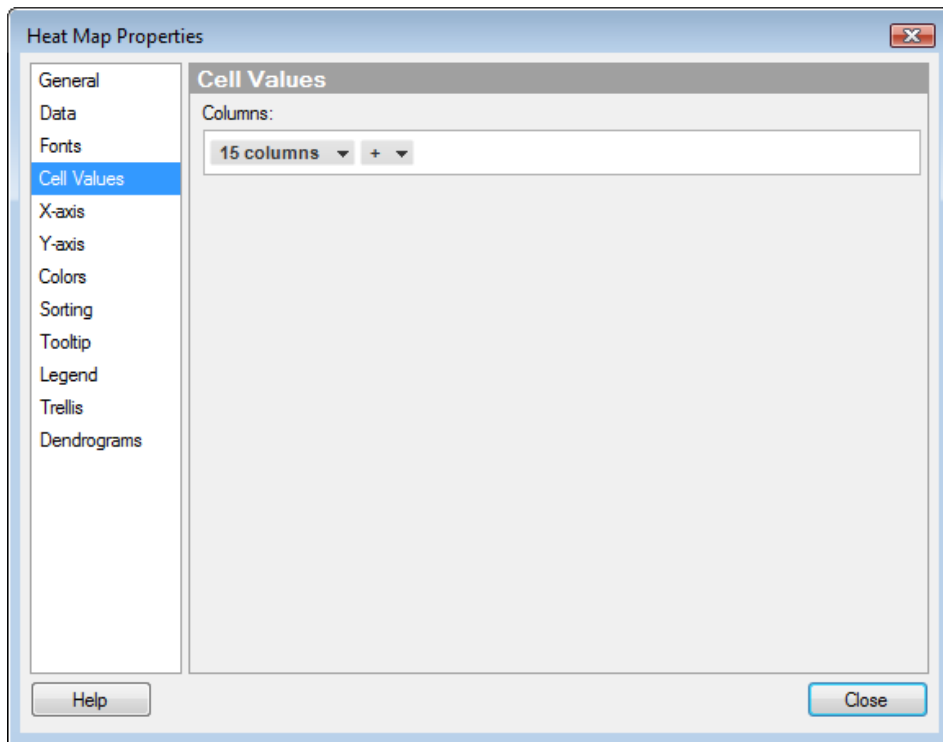 Heat Map Properties
General
Data
Fonts
Cell Values
X-axis
Y-axis
Colors
Sorting
Tooltip
Legend
Trellis
Dendrograms
Cell Values
Columns:
15 columns +
Help
Close